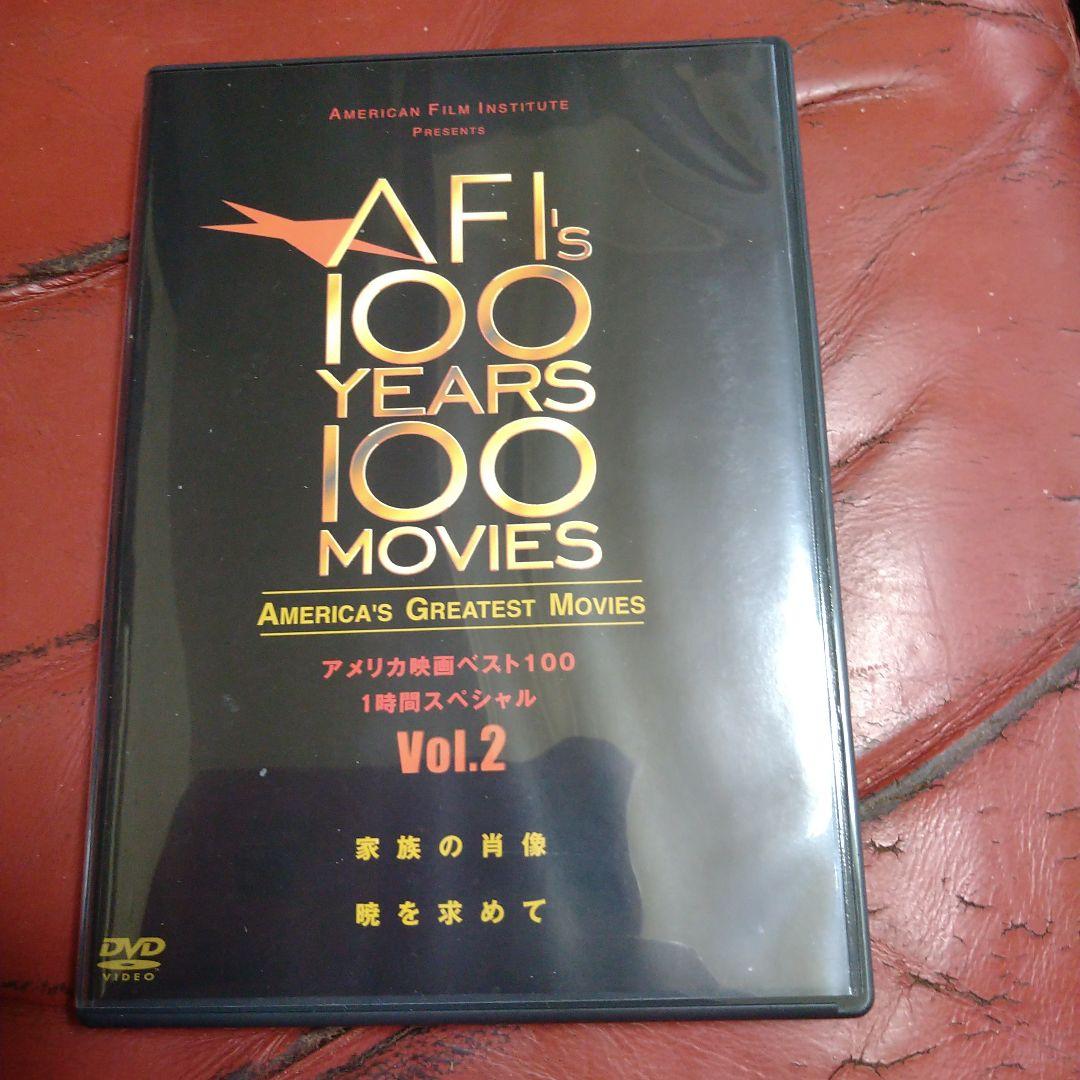 AMERICAN FILM INSTITUTE
PRESENTS
AFI's
100
YEARS
100
MOVIES
AMERICA'S GREATEST MOVIES
アメリカ映画ベスト100
1時間スペシャル
Vol.2
家族の肖像
暁を求めて
DVD
VIDEO